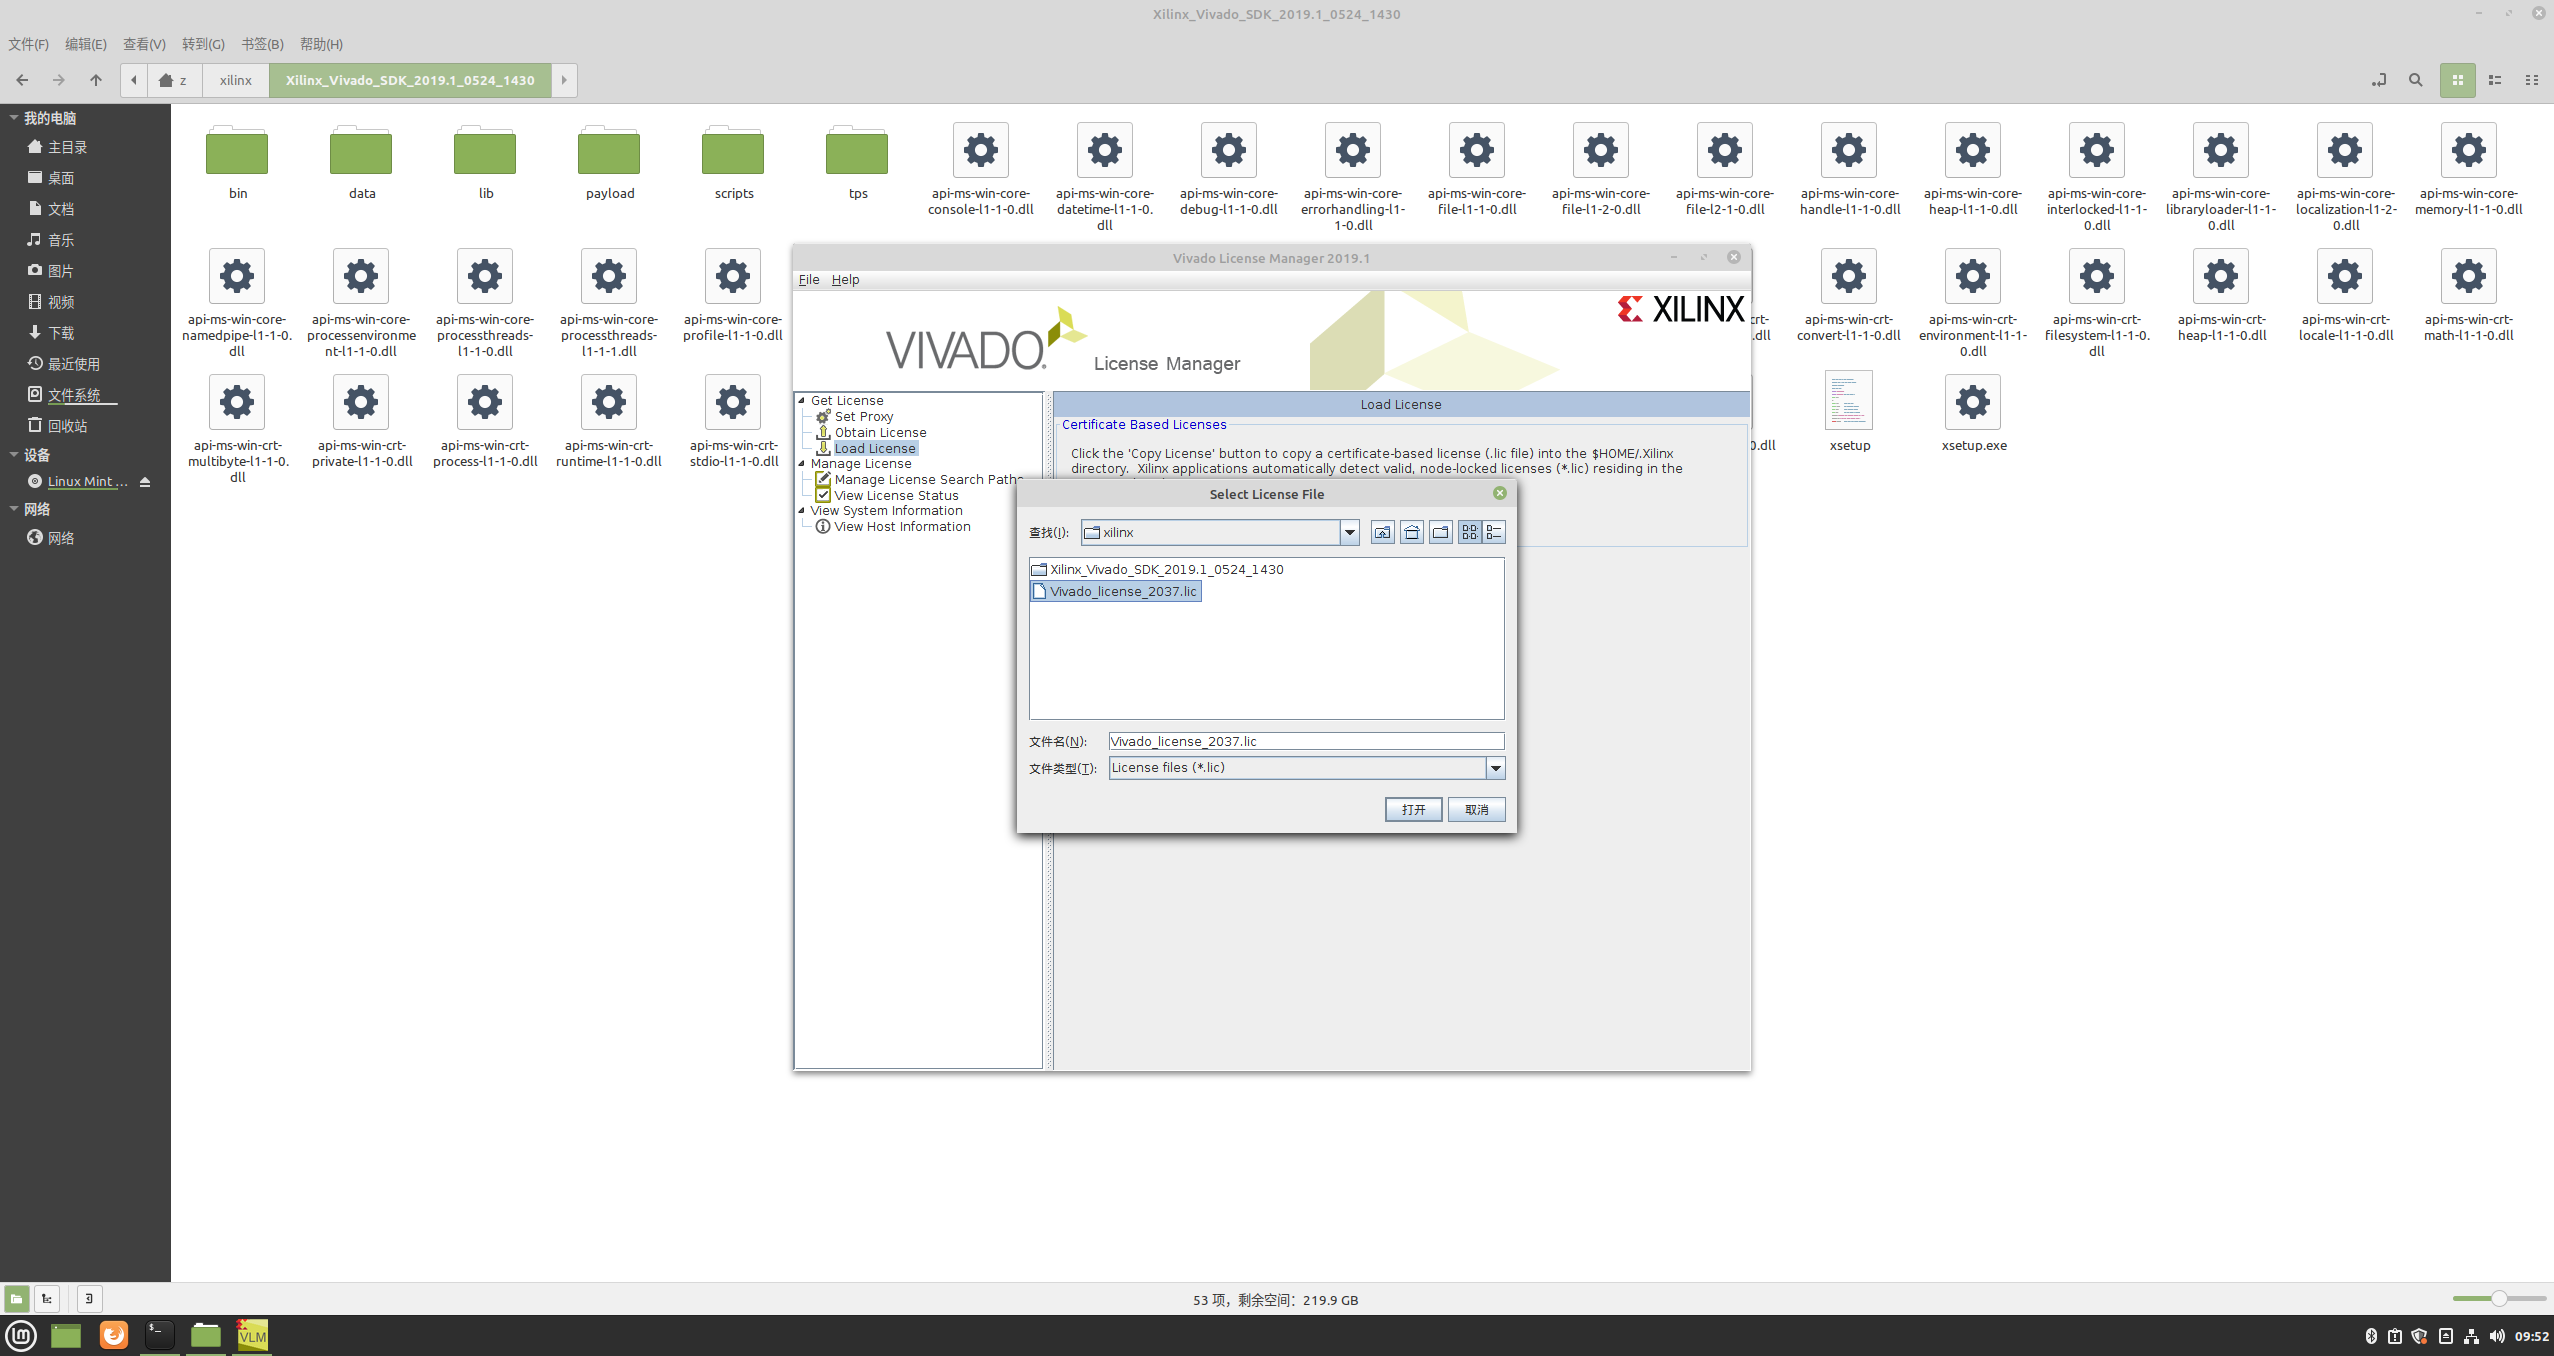 Xilinx_Vivado_SDK_2019.1_0524_1430
文件(F) 编辑(E) 查看(V) 转到(G) 书签(B) 帮助(H)
z xilinx Xilinx_Vivado_SDK_2019.1_0524_1430
我的电脑
主目录
桌面
文档
音乐
图片
视频
下载
最近使用
文件系统
回收站
设备
Linux Mint ...
网络
网络
bin
data
lib
payload
scripts
tps
api-ms-win-core-
console-l1-1-0.dll
api-ms-win-core-
datetime-l1-1-0.
dll
api-ms-win-core-
debug-l1-1-0.dll
api-ms-win-core-
errorhandling-l1-
1-0.dll
api-ms-win-core-
file-l1-1-0.dll
api-ms-win-core-
file-l1-2-0.dll
api-ms-win-core-
file-l2-1-0.dll
api-ms-win-core-
handle-l1-1-0.dll
api-ms-win-core-
heap-l1-1-0.dll
api-ms-win-core-
interlocked-l1-1-
0.dll
api-ms-win-core-
libraryloader-l1-1-
0.dll
api-ms-win-core-
localization-l1-2-
0.dll
api-ms-win-core-
memory-l1-1-0.dll
api-ms-win-core-
namedpipe-l1-1-0.
dll
api-ms-win-core-
processenvironme
nt-l1-1-0.dll
api-ms-win-core-
processthreads-
l1-1-0.dll
api-ms-win-core-
processthreads-
l1-1-1.dll
api-ms-win-core-
profile-l1-1-0.dll
crt-
.dll
api-ms-win-crt-
convert-l1-1-0.dll
api-ms-win-crt-
environment-l1-1-
0.dll
api-ms-win-crt-
filesystem-l1-1-0.
dll
api-ms-win-crt-
heap-l1-1-0.dll
api-ms-win-crt-
locale-l1-1-0.dll
api-ms-win-crt-
math-l1-1-0.dll
api-ms-win-crt-
multibyte-l1-1-0.
dll
api-ms-win-crt-
private-l1-1-0.dll
api-ms-win-crt-
process-l1-1-0.dll
api-ms-win-crt-
runtime-l1-1-0.dll
api-ms-win-crt-
stdio-l1-1-0.dll
0.dll
xsetup
xsetup.exe
Vivado License Manager 2019.1
File Help
VIVADO. License Manager
XILINX
Get License
Set Proxy
Obtain License
Load License
Manage License
Manage License Search Paths
View License Status
View System Information
View Host Information
Load License
Certificate Based Licenses
Click the 'Copy License' button to copy a certificate-based license (.lic file) into the $HOME/.Xilinx
directory. Xilinx applications automatically detect valid, node-locked licenses (*.lic) residing in the
Select License File
查找(I): xilinx
Xilinx_Vivado_SDK_2019.1_0524_1430
Vivado_license_2037.lic
文件名(N): Vivado_license_2037.lic
文件类型(T): License files (*.lic)
打开 取消
53 项，剩余空间：219.9 GB
VLM
09:52